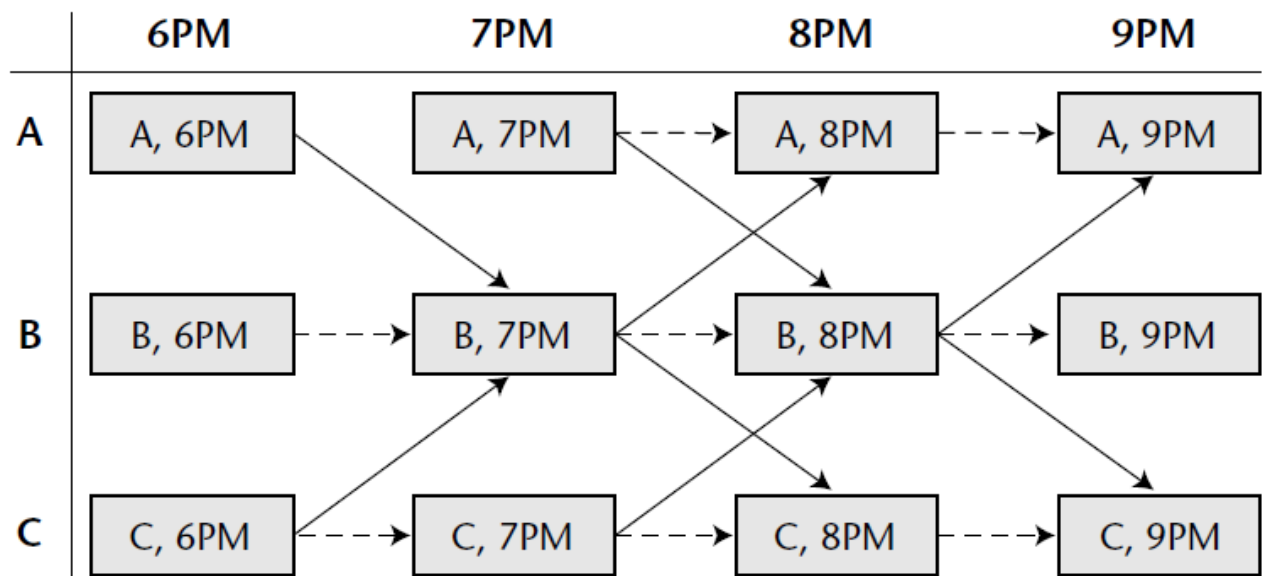 6PM 7PM 8PM 9PM
A A, 6PM A, 7PM A, 8PM A, 9PM
B B, 6PM B, 7PM B, 8PM B, 9PM
C C, 6PM C, 7PM C, 8PM C, 9PM